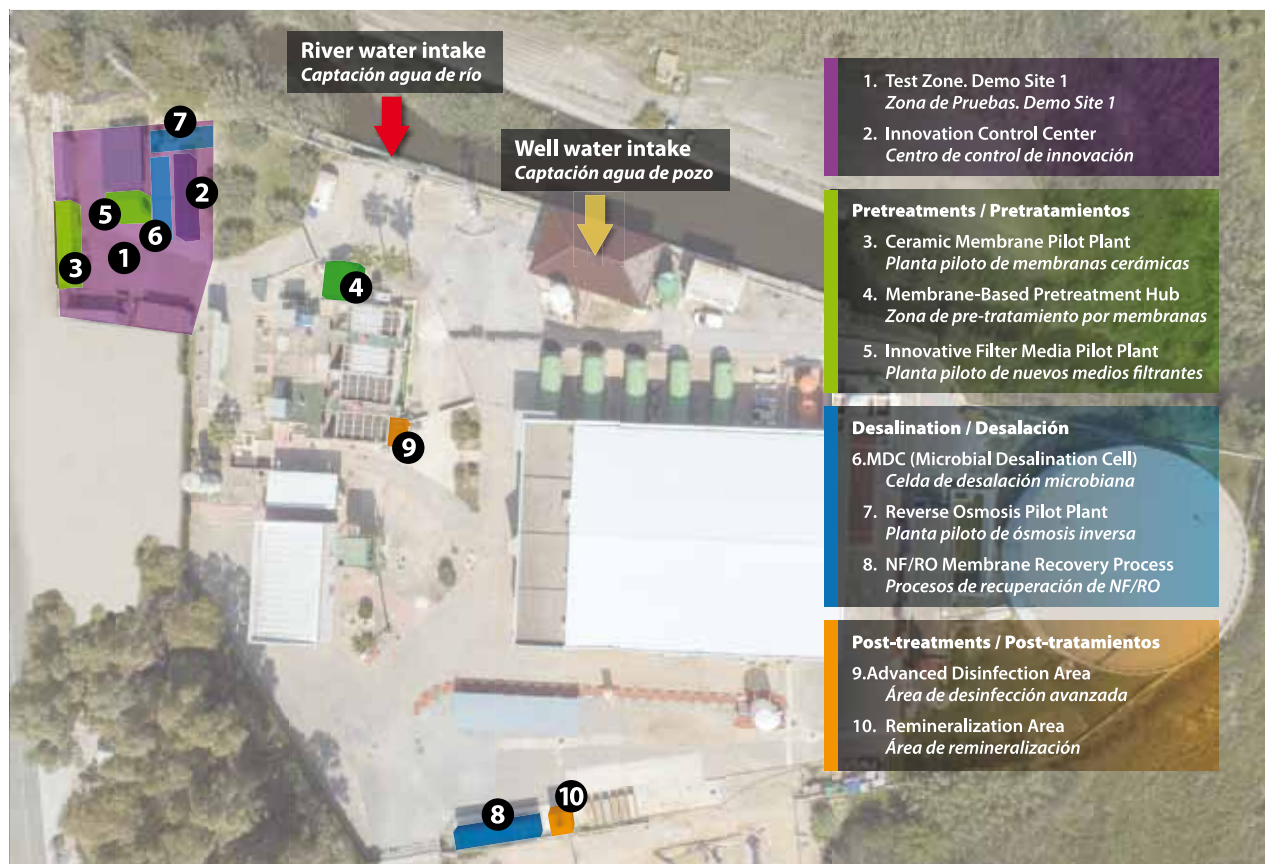 River water intake
Captación agua de río
Well water intake
Captación agua de pozo
7
2
5
6
1
3
4
9
8
10
1. Test Zone. Demo Site 1
Zona de Pruebas. Demo Site 1
2. Innovation Control Center
Centro de control de innovación
Pretreatments / Pretratamientos
3. Ceramic Membrane Pilot Plant
Planta piloto de membranas cerámicas
4. Membrane-Based Pretreatment Hub
Zona de pre-tratamiento por membranas
5. Innovative Filter Media Pilot Plant
Planta piloto de nuevos medios filtrantes
Desalination / Desalación
6.MDC (Microbial Desalination Cell)
Celda de desalación microbiana
7. Reverse Osmosis Pilot Plant
Planta piloto de ósmosis inversa
8. NF/RO Membrane Recovery Process
Procesos de recuperación de NF/RO
Post-treatments / Post-tratamientos
9.Advanced Disinfection Area
Área de desinfección avanzada
10. Remineralization Area
Área de remineralización